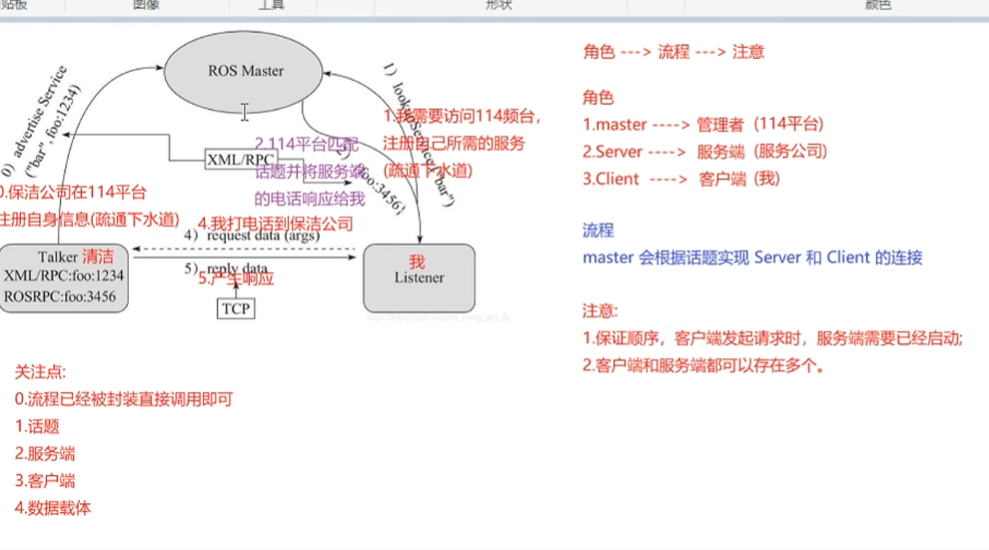 贴板
图像
工具
形状
颜色
ROS Master
0）advertise Service
("bar",foo:1234)
1）lookupService("bar")
2）{foo:3456}
XML/RPC
0.保洁公司在114平台
注册自身信息(疏通下水道)
1.我需要访问114频台，
注册自己所需的服务
(疏通下水道)
2.114平台匹配
话题并将服务端
的电话响应给我
4.我打电话到保洁公司
4）request data (args)
5）reply data
5.产生响应
TCP
Talker 清洁
XML/RPC:foo:1234
ROSRPC:foo:3456
我
Listener
关注点:
0.流程已经被封装直接调用即可
1.话题
2.服务端
3.客户端
4.数据载体
角色 ---> 流程 ---> 注意
角色
1.master ----> 管理者（114平台)
2.Server ----> 服务端 (服务公司)
3.Client ----> 客户端 (我)
流程
master 会根据话题实现 Server 和 Client 的连接
注意:
1.保证顺序，客户端发起请求时，服务端需要已经启动;
2.客户端和服务端都可以存在多个。